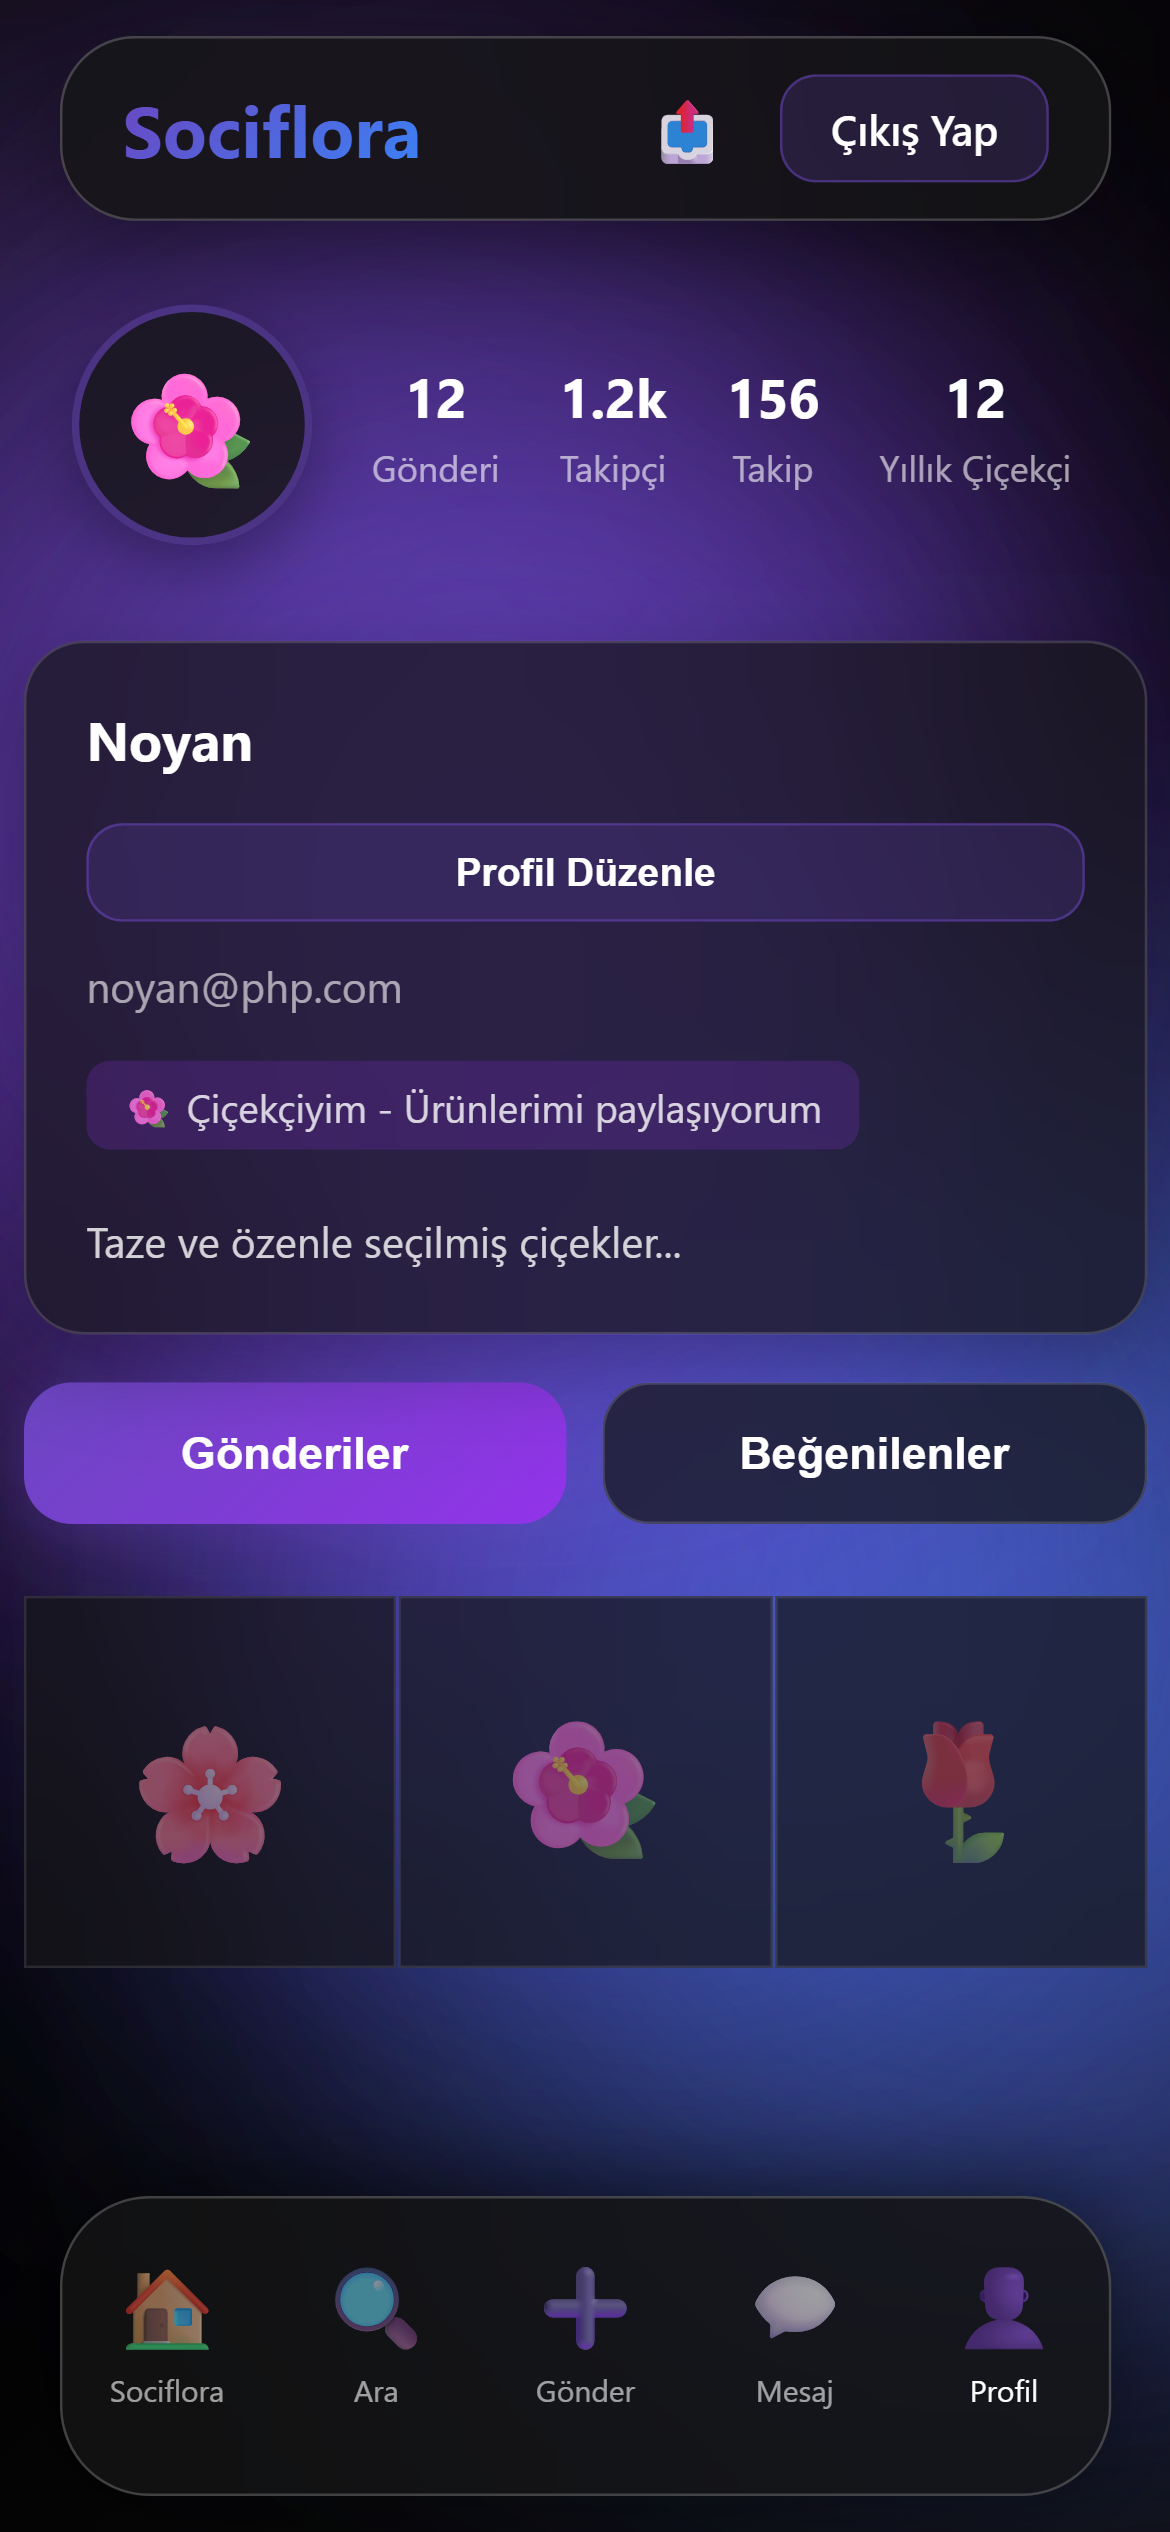 Sociflora
Çıkış Yap
12 1.2k 156 12
Gönderi Takipçi Takip Yıllık Çiçekçi
Noyan
Profil Düzenle
noyan@php.com
Çiçekçiyim - Ürünlerimi paylaşıyorum
Taze ve özenle seçilmiş çiçekler...
Gönderiler Beğenilenler
Sociflora Ara Gönder Mesaj Profil